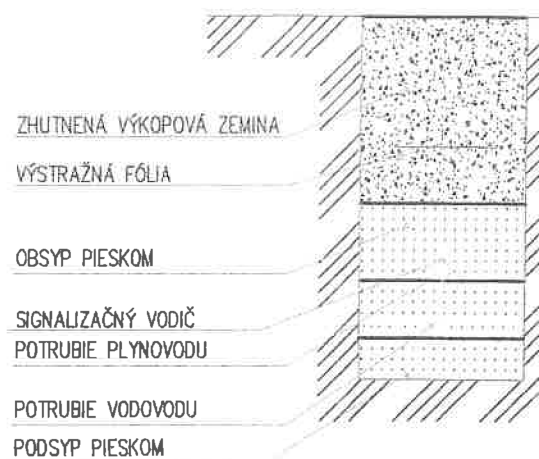 ZHUTNENÁ VÝKOPOVÁ ZEMINA
VÝSTRAŽNÁ FÓLIA
OBSYP PIESKOM
SIGNALIZAČNÝ VODIČ
POTRUBIE PLYNOVODU
POTRUBIE VODOVODU
PODSYP PIESKOM